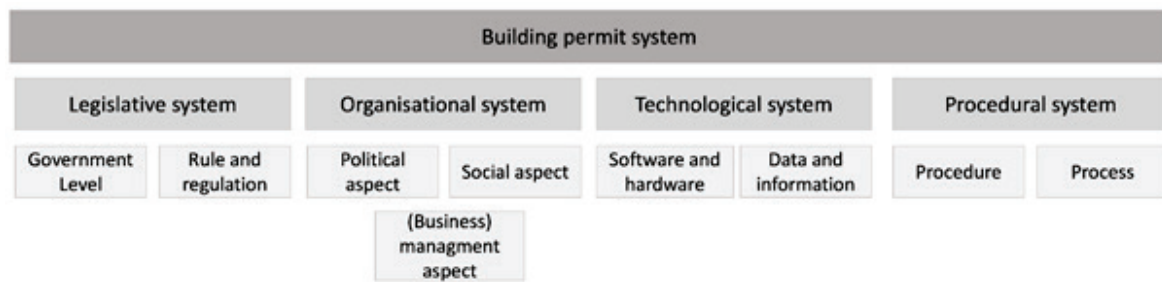 Building permit system
Legislative system
Organisational system
Technological system
Procedural system
Government
Level
Rule and
regulation
Political
aspect
Social aspect
Software and
hardware
Data and
information
Procedure
Process
(Business)
managment
aspect